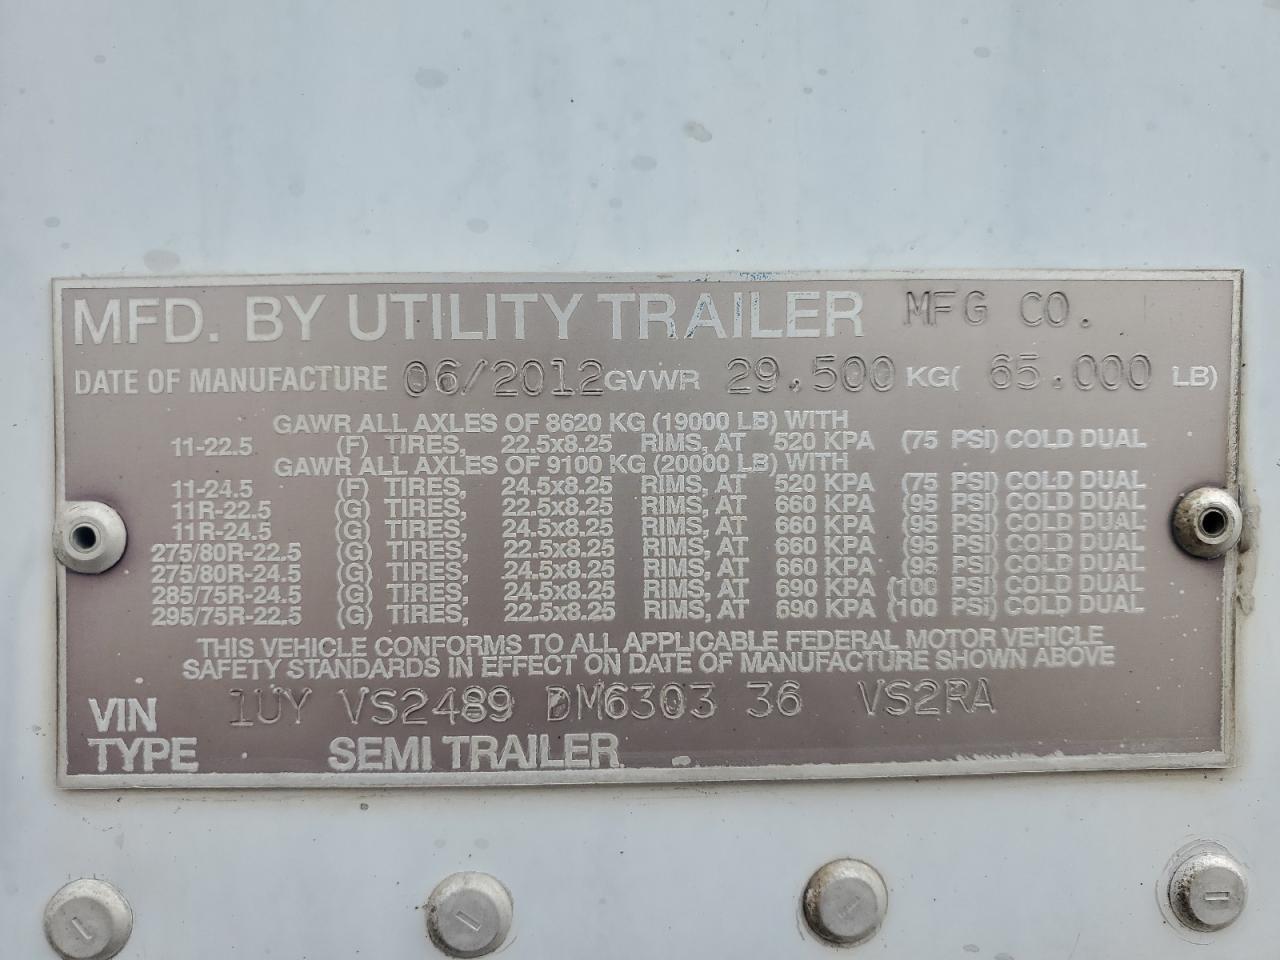 MFD. BY UTILITY TRAILER MFG CO.
DATE OF MANUFACTURE 06/2012 GVWR 29,500 KG( 65,000 LB)
GAWR ALL AXLES OF 8620 KG (19000 LB) WITH
11-22.5 (F) TIRES, 22.5x8.25 RIMS, AT 520 KPA (75 PSI) COLD DUAL
GAWR ALL AXLES OF 9100 KG (20000 LB) WITH
11-24.5 (F) TIRES, 24.5x8.25 RIMS, AT 520 KPA (75 PSI) COLD DUAL
11R-22.5 (G) TIRES, 22.5x8.25 RIMS, AT 660 KPA (95 PSI) COLD DUAL
11R-24.5 (G) TIRES, 24.5x8.25 RIMS, AT 660 KPA (95 PSI) COLD DUAL
275/80R-22.5 (G) TIRES, 22.5x8.25 RIMS, AT 660 KPA (95 PSI) COLD DUAL
275/80R-24.5 (G) TIRES, 24.5x8.25 RIMS, AT 660 KPA (95 PSI) COLD DUAL
285/75R-24.5 (G) TIRES, 24.5x8.25 RIMS, AT 690 KPA (100 PSI) COLD DUAL
295/75R-22.5 (G) TIRES, 22.5x8.25 RIMS, AT 690 KPA (100 PSI) COLD DUAL
THIS VEHICLE CONFORMS TO ALL APPLICABLE FEDERAL MOTOR VEHICLE
SAFETY STANDARDS IN EFFECT ON DATE OF MANUFACTURE SHOWN ABOVE
VIN 1UY VS2489 DM6303 36 VS2RA
TYPE SEMI TRAILER